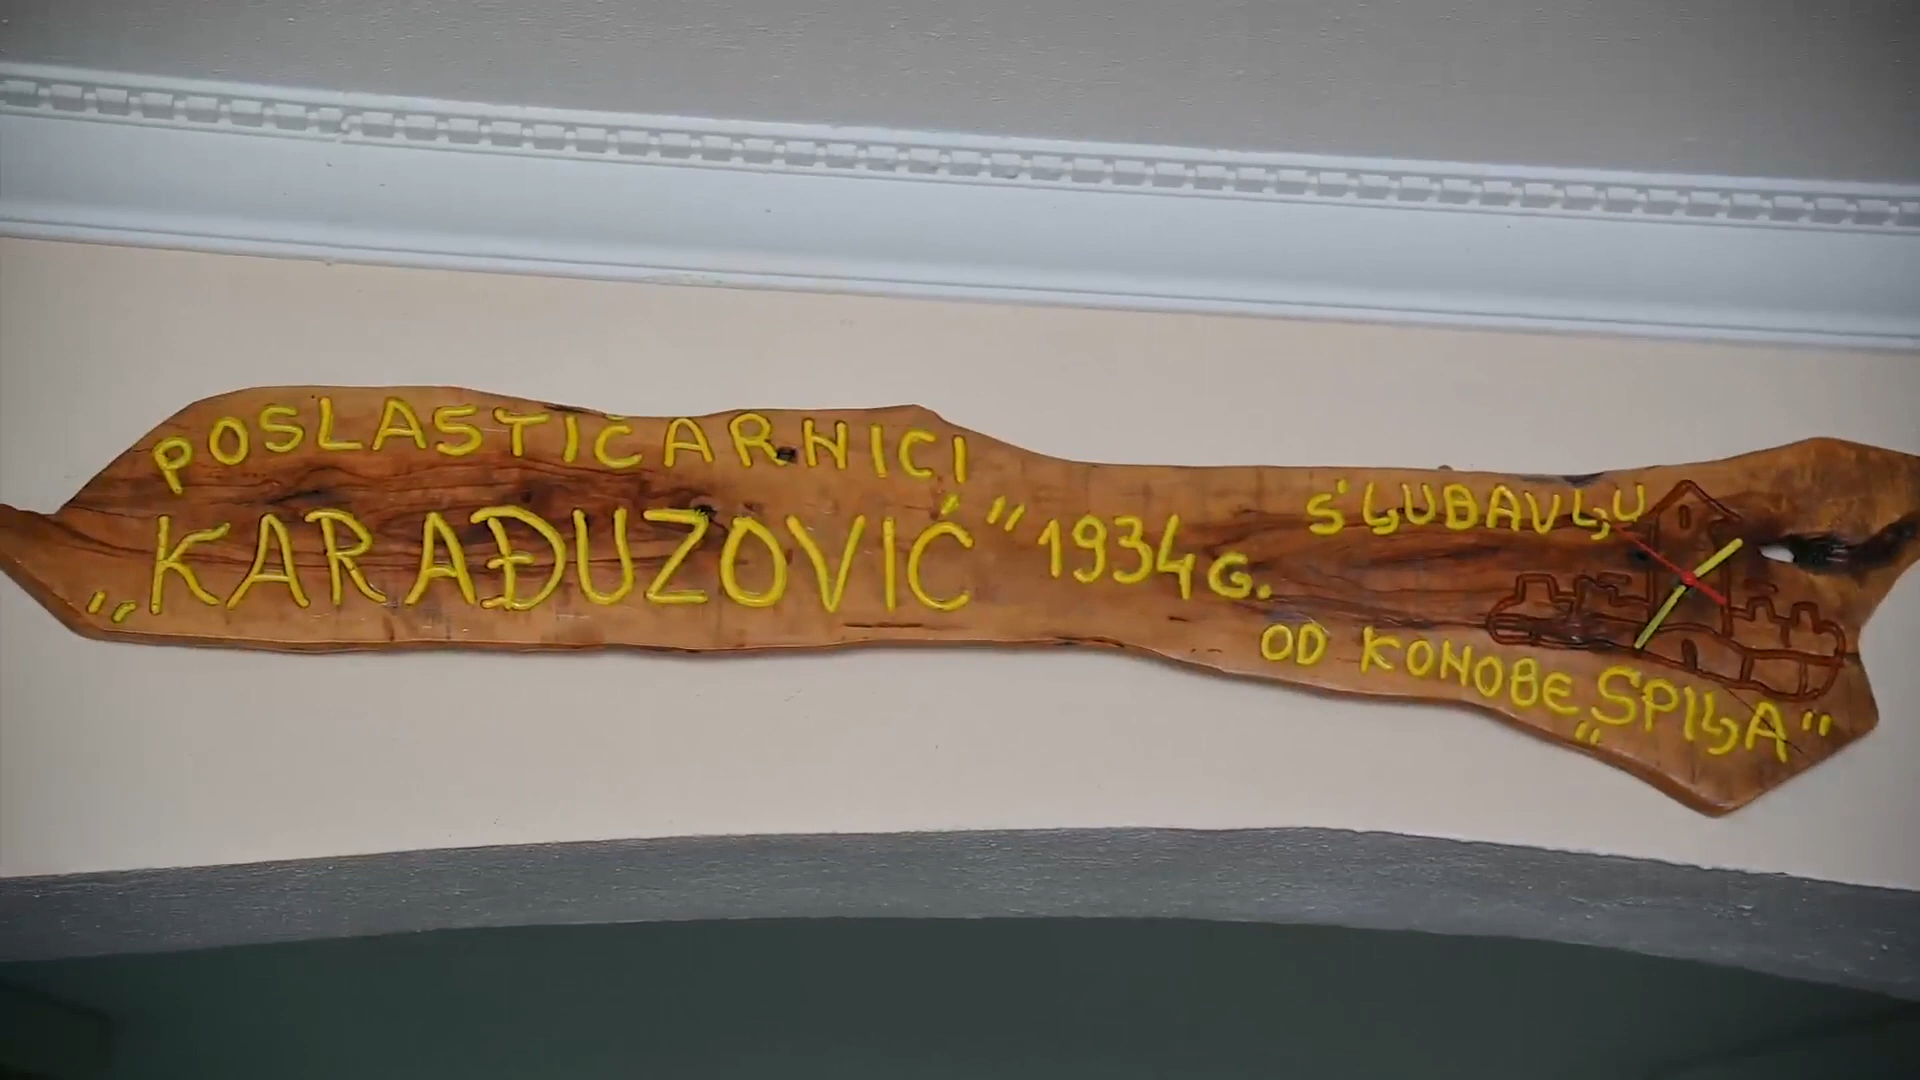 POSLASTIČARNICI
„KARAĐUZOVIĆ" 1934 G.
S' LJUBAVLJU
OD KONOBE „SPILJA"